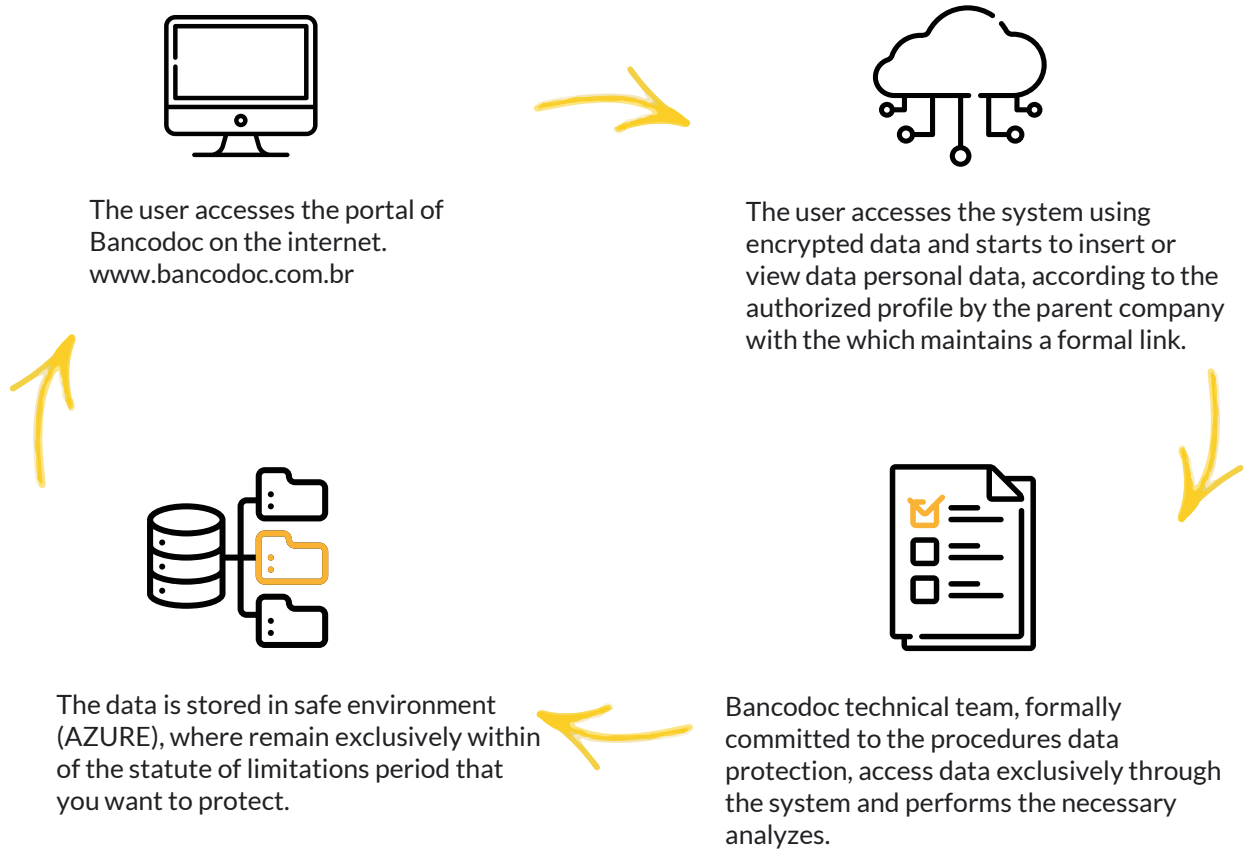 The user accesses the portal of
Bancodoc on the internet.
www.bancodoc.com.br
The user accesses the system using
encrypted data and starts to insert or
view data personal data, according to the
authorized profile by the parent company
with the which maintains a formal link.
Bancodoc technical team, formally
committed to the procedures data
protection, access data exclusively through
the system and performs the necessary
analyzes.
The data is stored in safe environment
(AZURE), where remain exclusively within
of the statute of limitations period that
you want to protect.